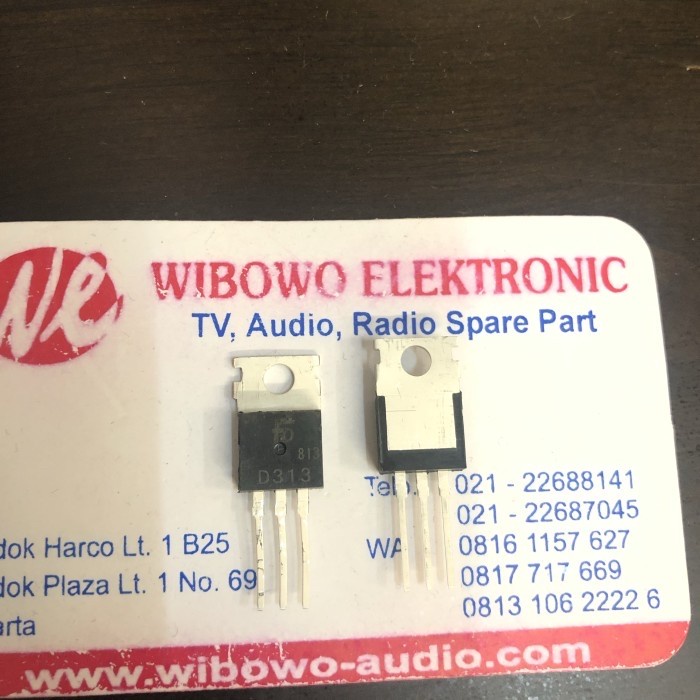 We
WIBOWO ELEKTRONIC
TV, Audio, Radio Spare Part
813
D313
021 - 22688141
021 - 22687045
dok Harco Lt. 1 B25
WA
0816 1157 627
dok Plaza Lt. 1 No. 69
0817 717 669
0813 106 2222 6
arta
www.wibowo-audio.com